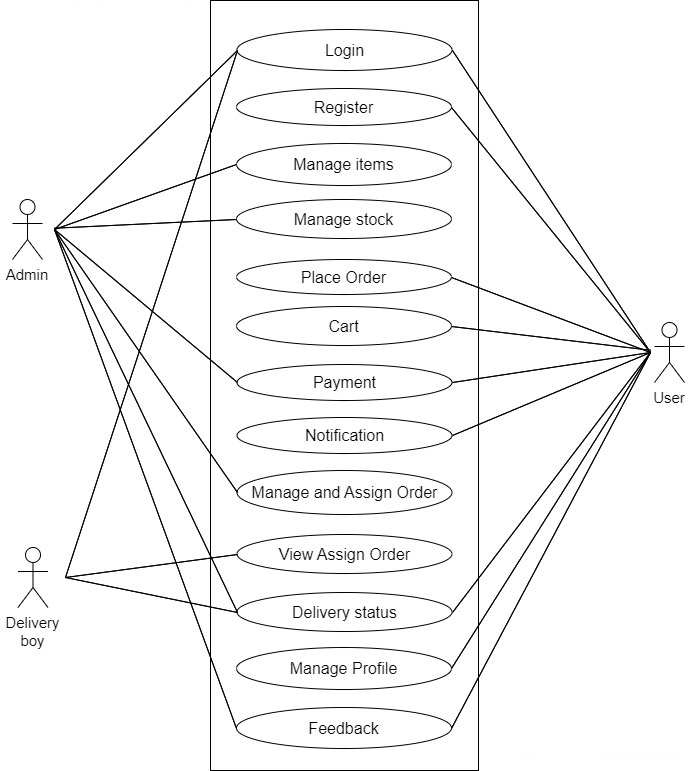 Login
Register
Manage items
Manage stock
Admin
Place Order
Cart
Payment
User
Notification
Manage and Assign Order
View Assign Order
Delivery status
Delivery
boy
Manage Profile
Feedback